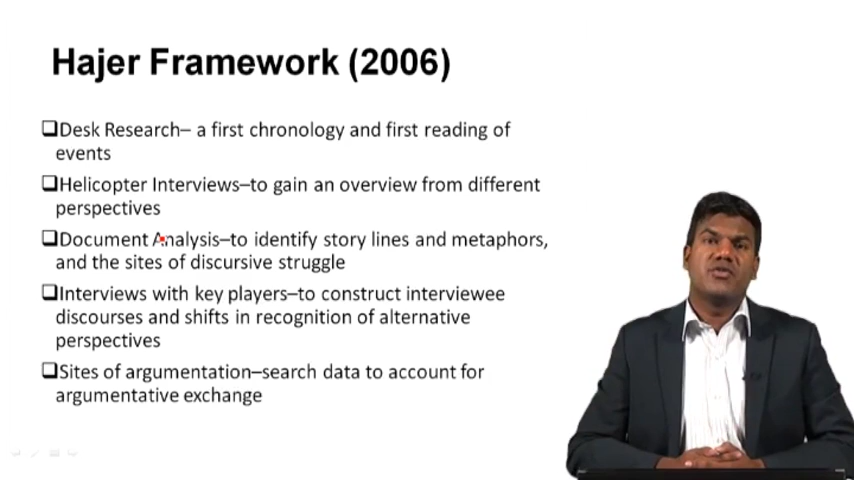 Hajer Framework (2006)
❑Desk Research– a first chronology and first reading of
events
❑Helicopter Interviews–to gain an overview from different
perspectives
❑Document Analysis–to identify story lines and metaphors,
and the sites of discursive struggle
❑Interviews with key players–to construct interviewee
discourses and shifts in recognition of alternative
perspectives
❑Sites of argumentation–search data to account for
argumentative exchange